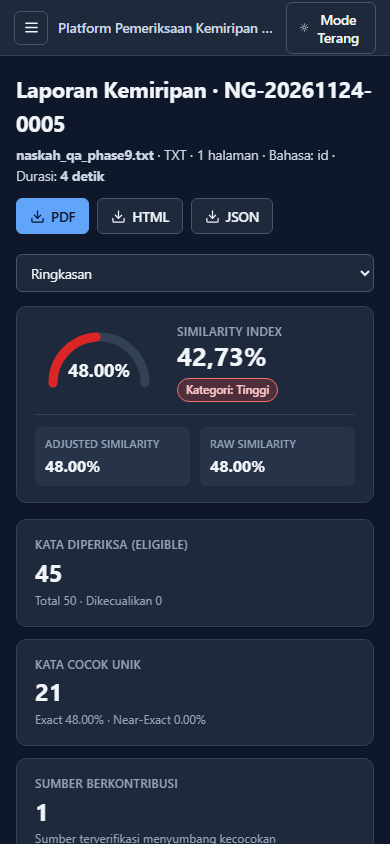 Platform Pemeriksaan Kemiripan ...
Mode
Terang
Laporan Kemiripan · NG-20261124-
0005
naskah_qa_phase9.txt · TXT · 1 halaman · Bahasa: id ·
Durasi: 4 detik
PDF
HTML
JSON
Ringkasan
48.00%
SIMILARITY INDEX
42,73%
Kategori: Tinggi
ADJUSTED SIMILARITY
48.00%
RAW SIMILARITY
48.00%
KATA DIPERIKSA (ELIGIBLE)
45
Total 50 · Dikecualikan 0
KATA COCOK UNIK
21
Exact 48.00% · Near-Exact 0.00%
SUMBER BERKONTRIBUSI
1
Sumber terverifikasi menyumbang kecocokan